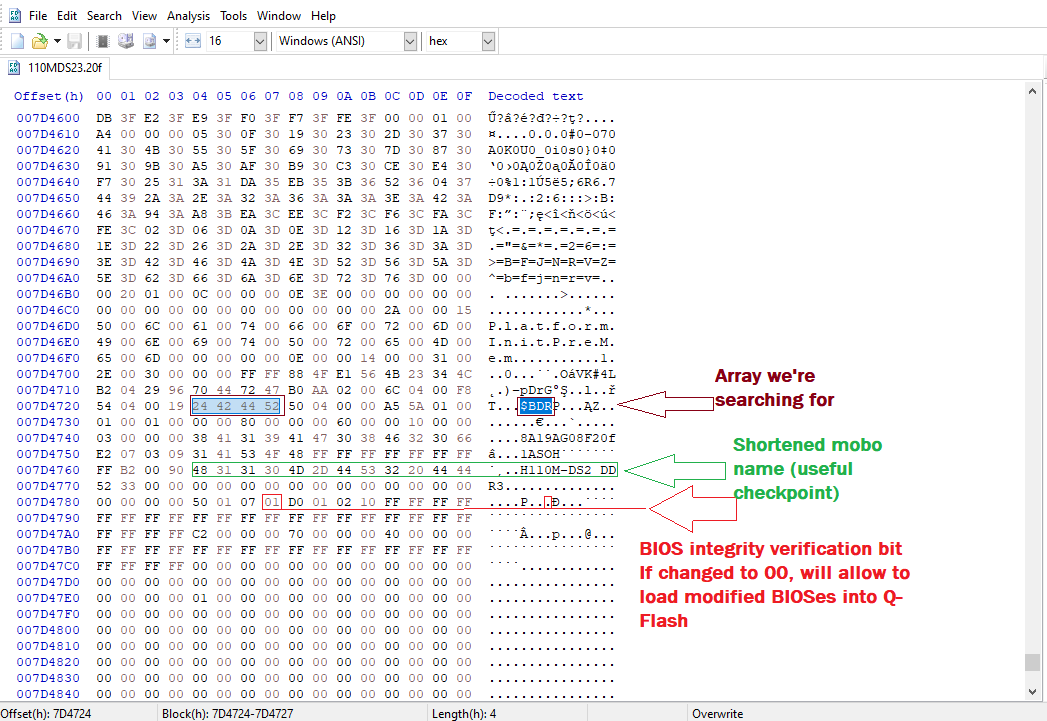 File Edit Search View Analysis Tools Window Help
16 Windows (ANSI) hex
110MDS23.20f
Offset(h) 00 01 02 03 04 05 06 07 08 09 0A 0B 0C 0D 0E 0F Decoded text
007D4600 DB 3F E2 3F E9 3F F0 3F F7 3F FE 3F 00 00 01 00 Ű?â?é?đ?÷?ţ?....
007D4610 A4 00 00 00 05 30 0F 30 19 30 23 30 2D 30 37 30 ¤....0.0.0#0-070
007D4620 41 30 4B 30 55 30 5F 30 69 30 73 30 7D 30 87 30 A0K0U0_0i0s0}0‡0
007D4630 91 30 9B 30 A5 30 AF 30 B9 30 C3 30 CE 30 E4 30 ‘0›0Ą0Ż0ą0Ă0Î0ä0
007D4640 F7 30 25 31 3A 31 DA 35 EB 35 3B 36 52 36 04 37 ÷0%1:1Ú5ë5;6R6.7
007D4650 44 39 2A 3A 2E 3A 32 3A 36 3A 3A 3A 3E 3A 42 3A D9*:.:2:6:::>:B:
007D4660 46 3A 94 3A A8 3B EA 3C EE 3C F2 3C F6 3C FA 3C F:”:¨;ę<î<ň<ö<ú<
007D4670 FE 3C 02 3D 06 3D 0A 3D 0E 3D 12 3D 16 3D 1A 3D ţ<.=.=.=.=.=.=.=
007D4680 1E 3D 22 3D 26 3D 2A 3D 2E 3D 32 3D 36 3D 3A 3D .="=&=*=.=2=6=:=
007D4690 3E 3D 42 3D 46 3D 4A 3D 4E 3D 52 3D 56 3D 5A 3D >=B=F=J=N=R=V=Z=
007D46A0 5E 3D 62 3D 66 3D 6A 3D 6E 3D 72 3D 76 3D 00 00 ^=b=f=j=n=r=v=..
007D46B0 00 20 01 00 0C 00 00 00 0E 3E 00 00 00 00 00 00 . .......>......
007D46C0 00 00 00 00 00 00 00 00 00 00 00 00 2A 00 00 15 ............*...
007D46D0 50 00 6C 00 61 00 74 00 66 00 6F 00 72 00 6D 00 P.l.a.t.f.o.r.m.
007D46E0 49 00 6E 00 69 00 74 00 50 00 72 00 65 00 4D 00 I.n.i.t.P.r.e.M.
007D46F0 65 00 6D 00 00 00 00 00 0E 00 00 14 00 00 31 00 e.m...........1.
007D4700 2E 00 30 00 00 00 FF FF 88 4F E1 56 4B 23 34 4C ..0...˙˙.OáVK#4L
007D4710 B2 04 29 96 70 44 72 47 B0 AA 02 00 6C 04 00 F8 ˛.)–pDrG°Ş..l..ř
007D4720 54 04 00 19 24 42 44 52 50 04 00 00 A5 5A 01 00 T...$BDRP...ĄZ..
007D4730 01 00 01 00 00 00 80 00 00 00 60 00 00 10 00 00 ......€...`.....
007D4740 03 00 00 00 38 41 31 39 41 47 30 38 46 32 30 66 ....8A19AG08F20f
007D4750 E2 07 03 09 31 41 53 4F 48 FF FF FF FF FF FF FF â...1ASOH˙˙˙˙˙˙˙
007D4760 FF B2 00 90 48 31 31 30 4D 2D 44 53 32 20 44 44 ˙˛..H110M-DS2 DD
007D4770 52 33 00 00 00 00 00 00 00 00 00 00 00 00 00 00 R3..............
007D4780 00 00 00 00 50 01 07 01 D0 01 02 10 FF FF FF FF ....P...Đ...˙˙˙˙
007D4790 FF FF FF FF FF FF FF FF FF FF FF FF FF FF FF FF ˙˙˙˙˙˙˙˙˙˙˙˙˙˙˙˙
007D47A0 FF FF FF FF C2 00 00 00 70 00 00 00 40 00 00 00 ˙˙˙˙Â...p...@...
007D47B0 FF FF FF FF FF FF FF FF FF FF FF FF FF FF FF FF ˙˙˙˙˙˙˙˙˙˙˙˙˙˙˙˙
007D47C0 FF FF FF FF 00 00 00 00 00 00 00 00 00 00 00 00 ˙˙˙˙............
007D47D0 00 00 00 00 00 00 00 00 00 00 00 00 00 00 00 00 ................
007D47E0 00 00 00 00 01 00 00 00 00 00 00 00 00 00 00 00 ................
007D47F0 00 00 00 00 00 00 00 00 00 00 00 00 00 00 00 00 ................
007D4800 00 00 00 00 00 00 00 00 00 00 00 00 00 00 00 00 ................
007D4810 00 00 00 00 00 00 00 00 00 00 00 00 00 00 00 00 ................
007D4820 00 00 00 00 00 00 00 00 00 00 00 00 00 00 00 00 ................
007D4830 00 00 00 00 00 00 00 00 00 00 00 00 00 00 00 00 ................
007D4840 00 00 00 00 00 00 00 00 00 00 00 00 00 00 00 00 ................
Array we're
searching for
Shortened mobo
name (useful
checkpoint)
BIOS integrity verification bit
If changed to 00, will allow to
load modified BIOSes into Q-
Flash
Offset(h): 7D4724 Block(h): 7D4724-7D4727 Length(h): 4 Overwrite